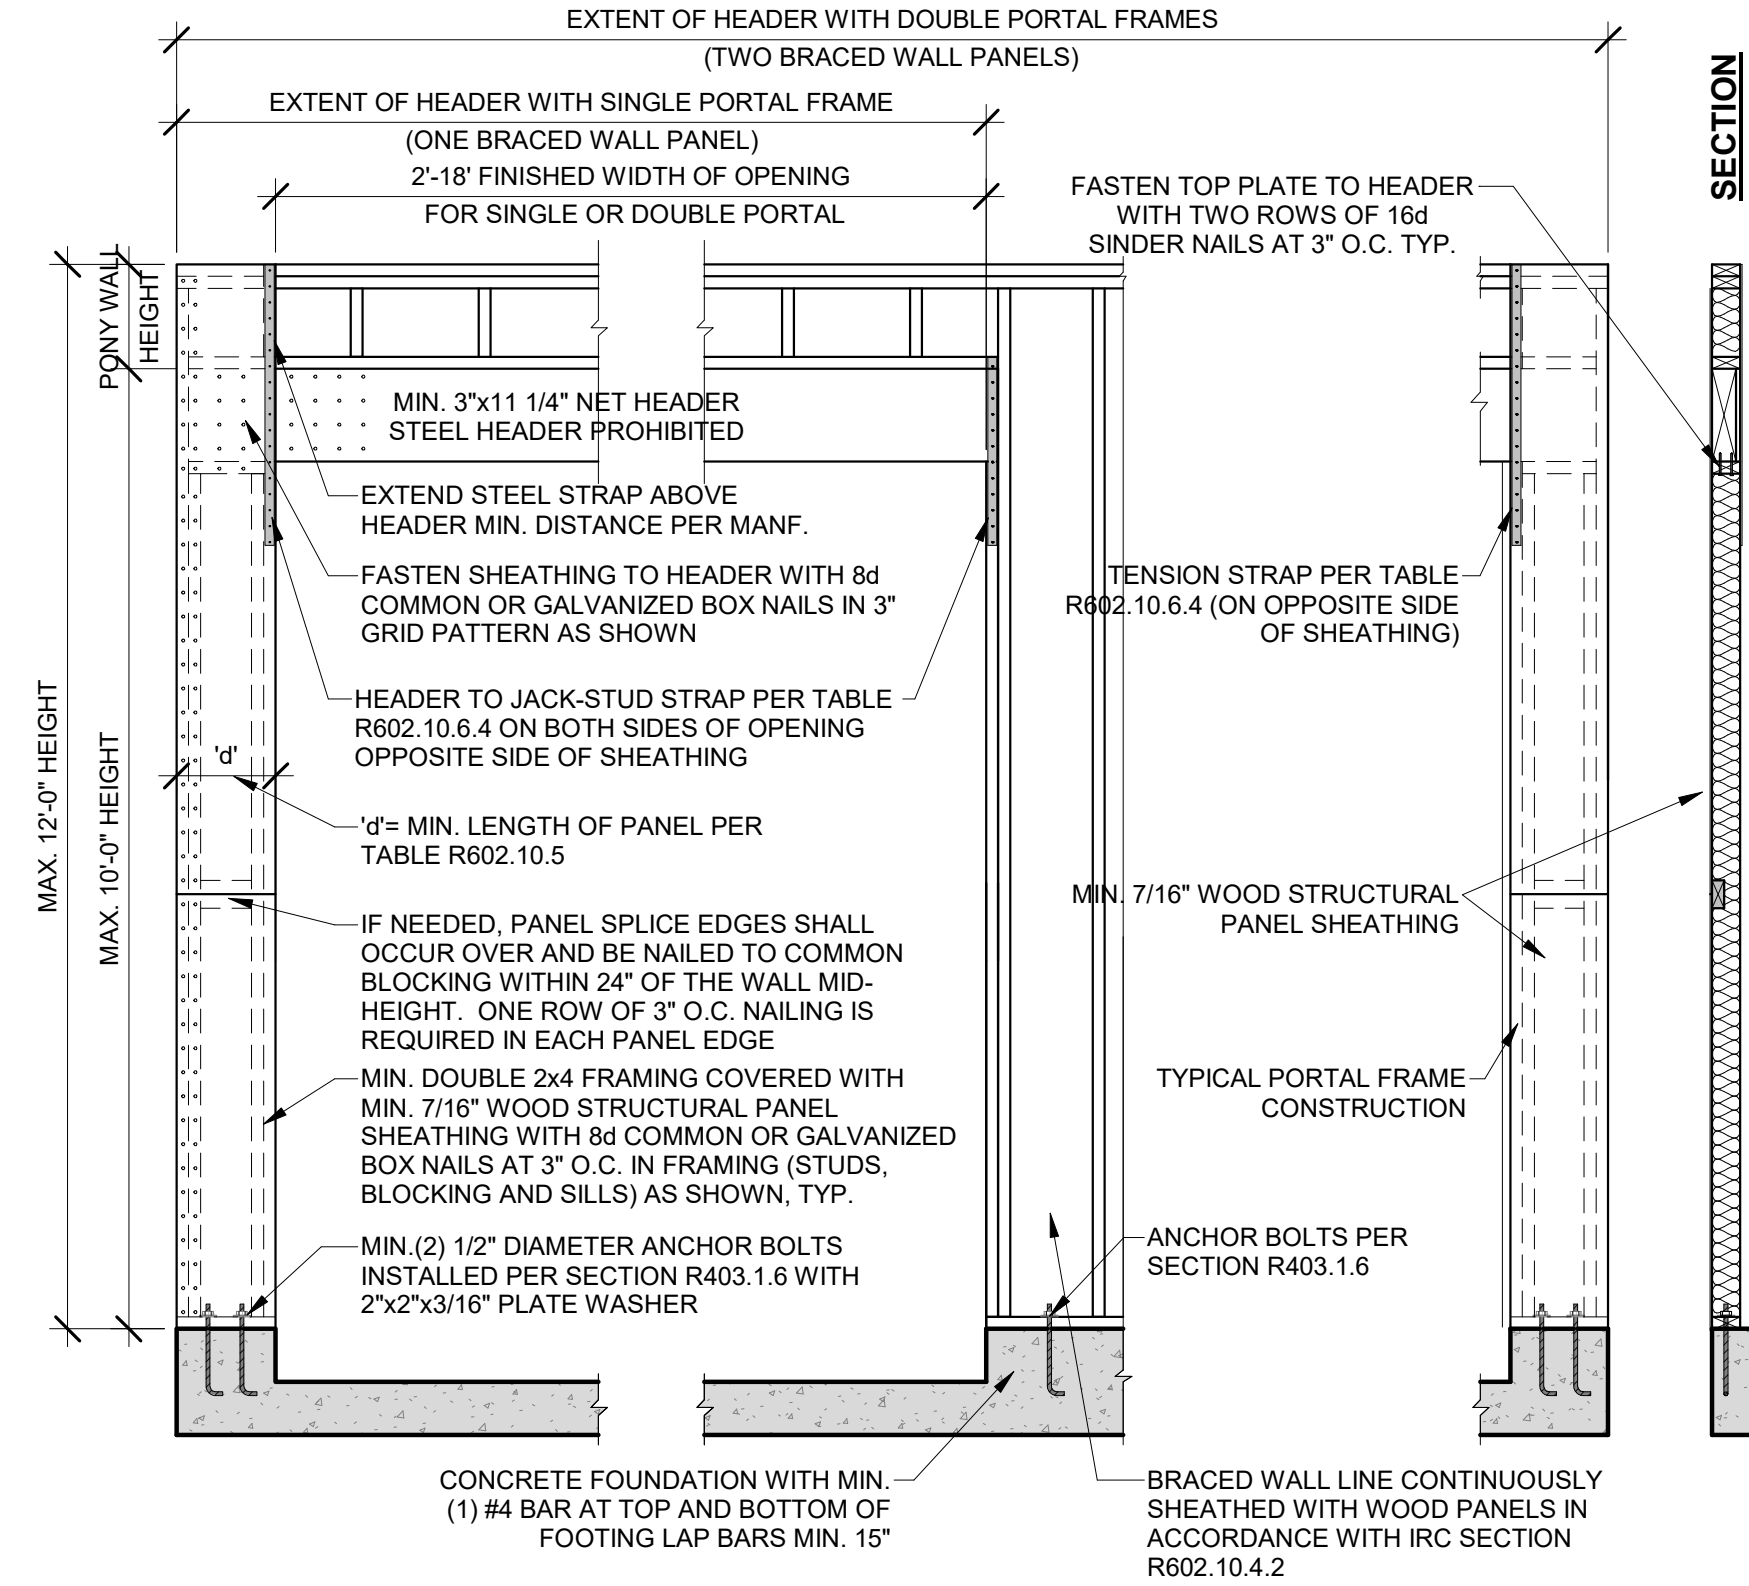 EXTENT OF HEADER WITH DOUBLE PORTAL FRAMES
(TWO BRACED WALL PANELS)
EXTENT OF HEADER WITH SINGLE PORTAL FRAME
(ONE BRACED WALL PANEL)
2'-18' FINISHED WIDTH OF OPENING
FOR SINGLE OR DOUBLE PORTAL
FASTEN TOP PLATE TO HEADER
WITH TWO ROWS OF 16d
SINDER NAILS AT 3" O.C. TYP.
SECTION
PONY WALL
HEIGHT
MIN. 3"x11 1/4" NET HEADER
STEEL HEADER PROHIBITED
EXTEND STEEL STRAP ABOVE
HEADER MIN. DISTANCE PER MANF.
FASTEN SHEATHING TO HEADER WITH 8d
COMMON OR GALVANIZED BOX NAILS IN 3"
GRID PATTERN AS SHOWN
TENSION STRAP PER TABLE
R602.10.6.4 (ON OPPOSITE SIDE
OF SHEATHING)
HEADER TO JACK-STUD STRAP PER TABLE
R602.10.6.4 ON BOTH SIDES OF OPENING
OPPOSITE SIDE OF SHEATHING
MAX. 12'-0" HEIGHT
MAX. 10'-0" HEIGHT
'd'
'd'= MIN. LENGTH OF PANEL PER
TABLE R602.10.5
MIN. 7/16" WOOD STRUCTURAL
PANEL SHEATHING
IF NEEDED, PANEL SPLICE EDGES SHALL
OCCUR OVER AND BE NAILED TO COMMON
BLOCKING WITHIN 24" OF THE WALL MID-
HEIGHT.  ONE ROW OF 3" O.C. NAILING IS
REQUIRED IN EACH PANEL EDGE
MIN. DOUBLE 2x4 FRAMING COVERED WITH
MIN. 7/16" WOOD STRUCTURAL PANEL
SHEATHING WITH 8d COMMON OR GALVANIZED
BOX NAILS AT 3" O.C. IN FRAMING (STUDS,
BLOCKING AND SILLS) AS SHOWN, TYP.
TYPICAL PORTAL FRAME
CONSTRUCTION
MIN.(2) 1/2" DIAMETER ANCHOR BOLTS
INSTALLED PER SECTION R403.1.6 WITH
2"x2"x3/16" PLATE WASHER
ANCHOR BOLTS PER
SECTION R403.1.6
CONCRETE FOUNDATION WITH MIN.
(1) #4 BAR AT TOP AND BOTTOM OF
FOOTING LAP BARS MIN. 15"
BRACED WALL LINE CONTINUOUSLY
SHEATHED WITH WOOD PANELS IN
ACCORDANCE WITH IRC SECTION
R602.10.4.2